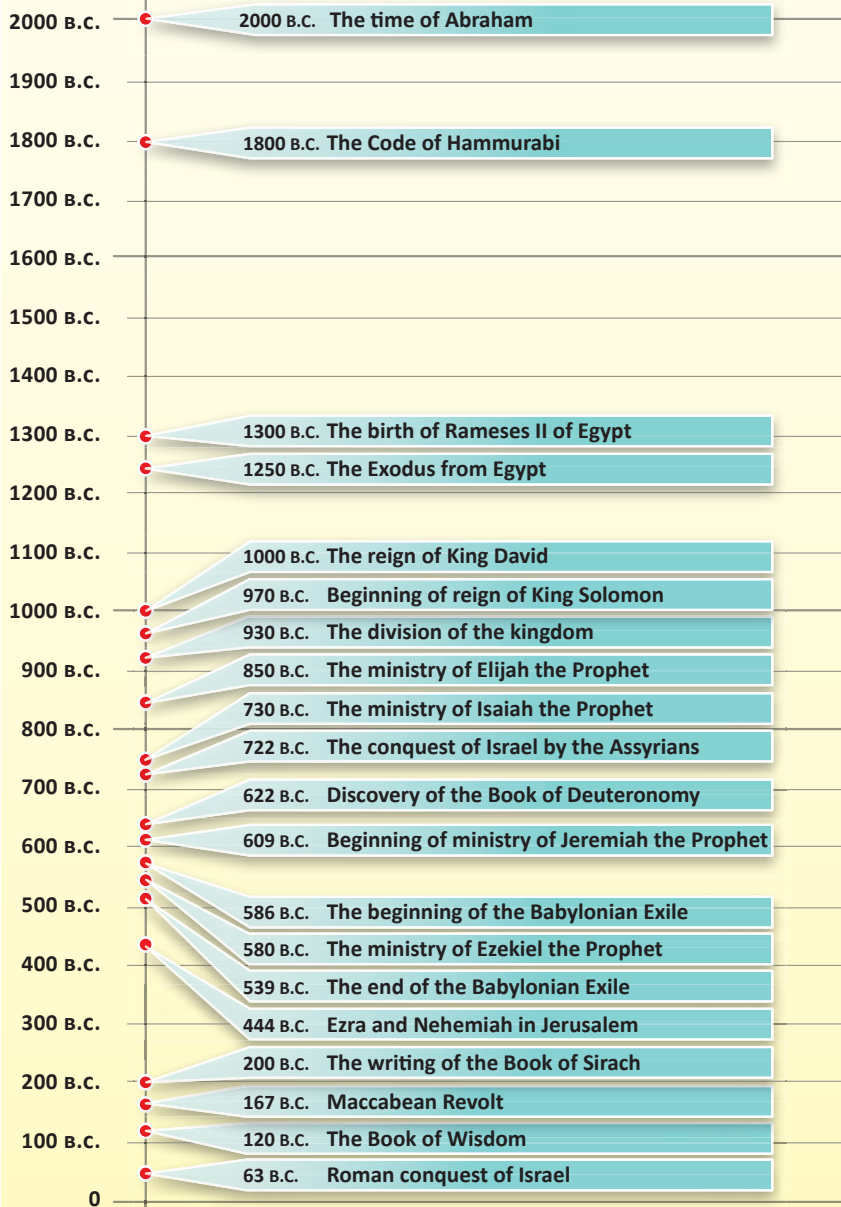 2000 B.C.
2000 B.C. The time of Abraham
1900 B.C.
1800 B.C.
1800 B.C. The Code of Hammurabi
1700 B.C.
1600 B.C.
1500 B.C.
1400 B.C.
1300 B.C.
1300 B.C. The birth of Rameses II of Egypt
1250 B.C. The Exodus from Egypt
1200 B.C.
1100 B.C.
1000 B.C. The reign of King David
970 B.C. Beginning of reign of King Solomon
1000 B.C.
930 B.C. The division of the kingdom
900 B.C.
850 B.C. The ministry of Elijah the Prophet
730 B.C. The ministry of Isaiah the Prophet
800 B.C.
722 B.C. The conquest of Israel by the Assyrians
700 B.C.
622 B.C. Discovery of the Book of Deuteronomy
609 B.C. Beginning of ministry of Jeremiah the Prophet
600 B.C.
500 B.C.
586 B.C. The beginning of the Babylonian Exile
580 B.C. The ministry of Ezekiel the Prophet
400 B.C.
539 B.C. The end of the Babylonian Exile
300 B.C.
444 B.C. Ezra and Nehemiah in Jerusalem
200 B.C. The writing of the Book of Sirach
200 B.C.
167 B.C. Maccabean Revolt
100 B.C.
120 B.C. The Book of Wisdom
63 B.C. Roman conquest of Israel
0